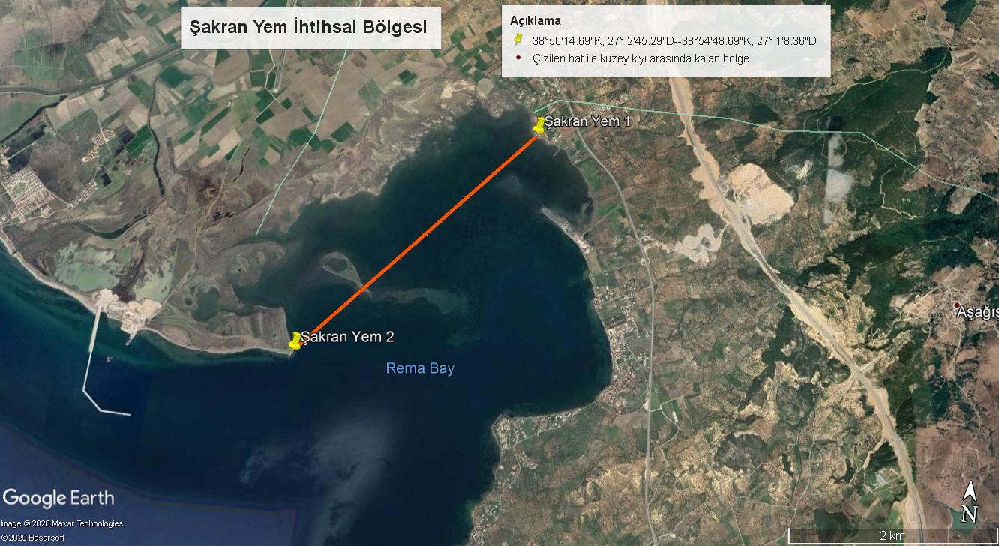 Şakran Yem İhtihsal Bölgesi
Açıklama
38°56'14.69"K, 27° 2'45.29"D--38°54'48.69"K, 27° 1'8.36"D
Çizilen hat ile kuzey kıyı arasında kalan bölge
Şakran Yem 1
Aşağış
Şakran Yem 2
Rema Bay
Google Earth
Image © 2020 Maxar Technologies
© 2020 Basarsoft
N
2 km